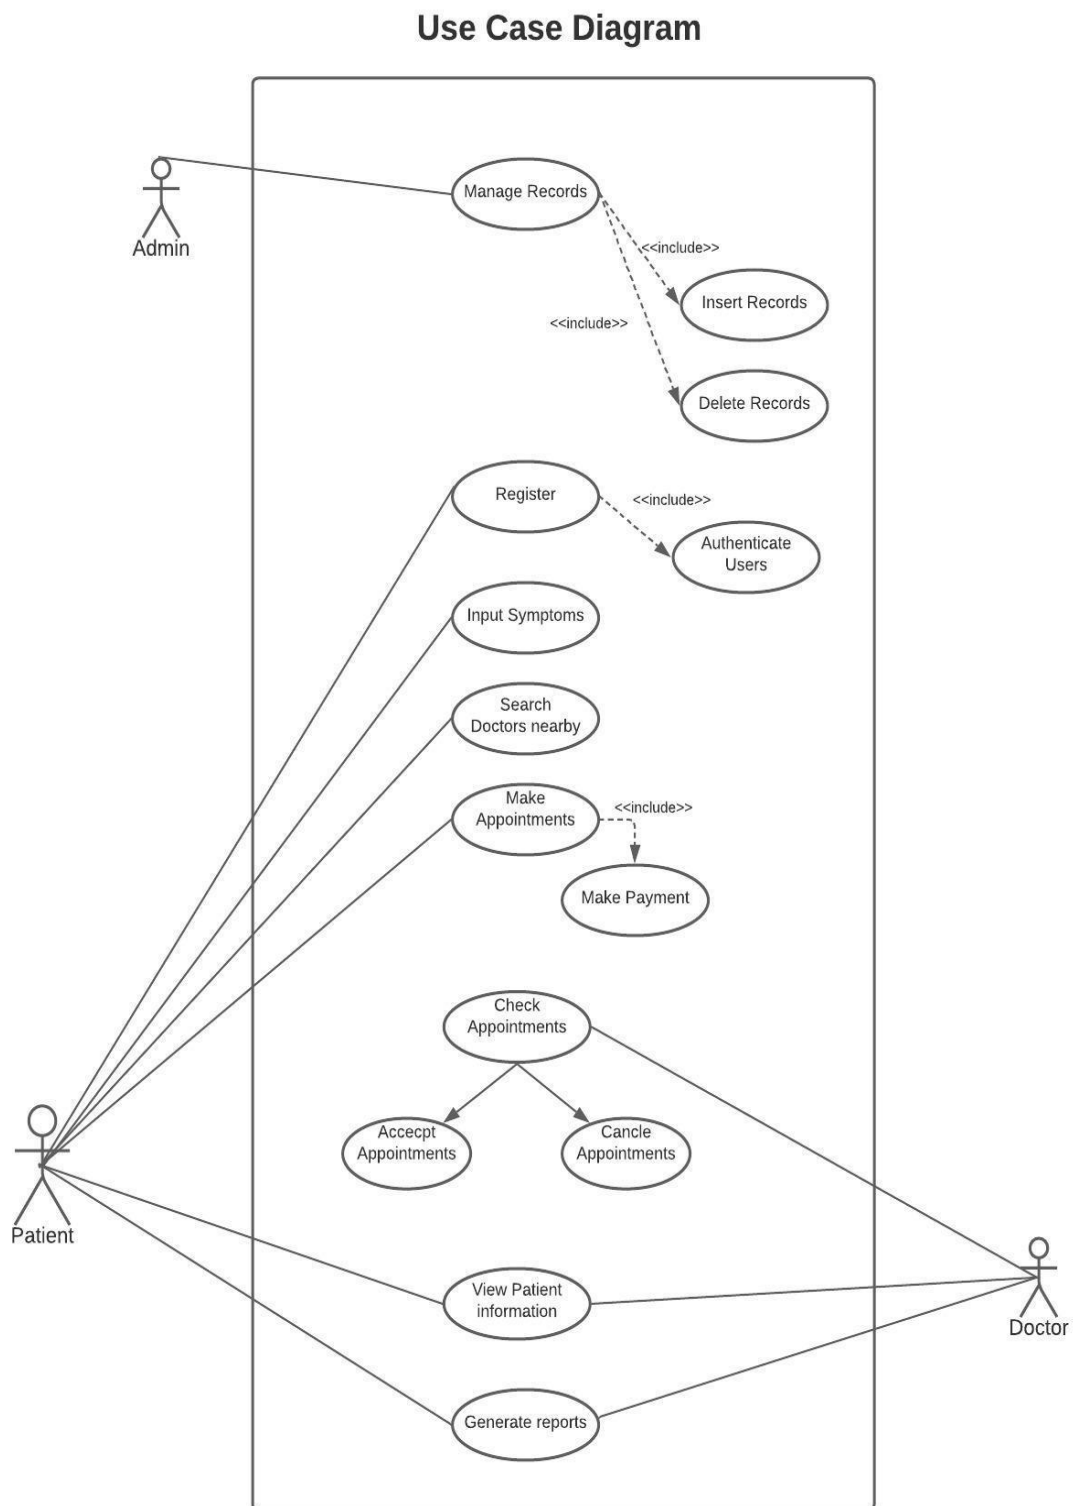 Use Case Diagram
Manage Records
Admin
<<include>>
Insert Records
<<include>>
Delete Records
Register
<<include>>
Authenticate
Users
Input Symptoms
Search
Doctors nearby
Make
Appointments
<<include>>
Make Payment
Check
Appointments
Accecpt
Appointments
Cancle
Appointments
Patient
View Patient
information
Doctor
Generate reports